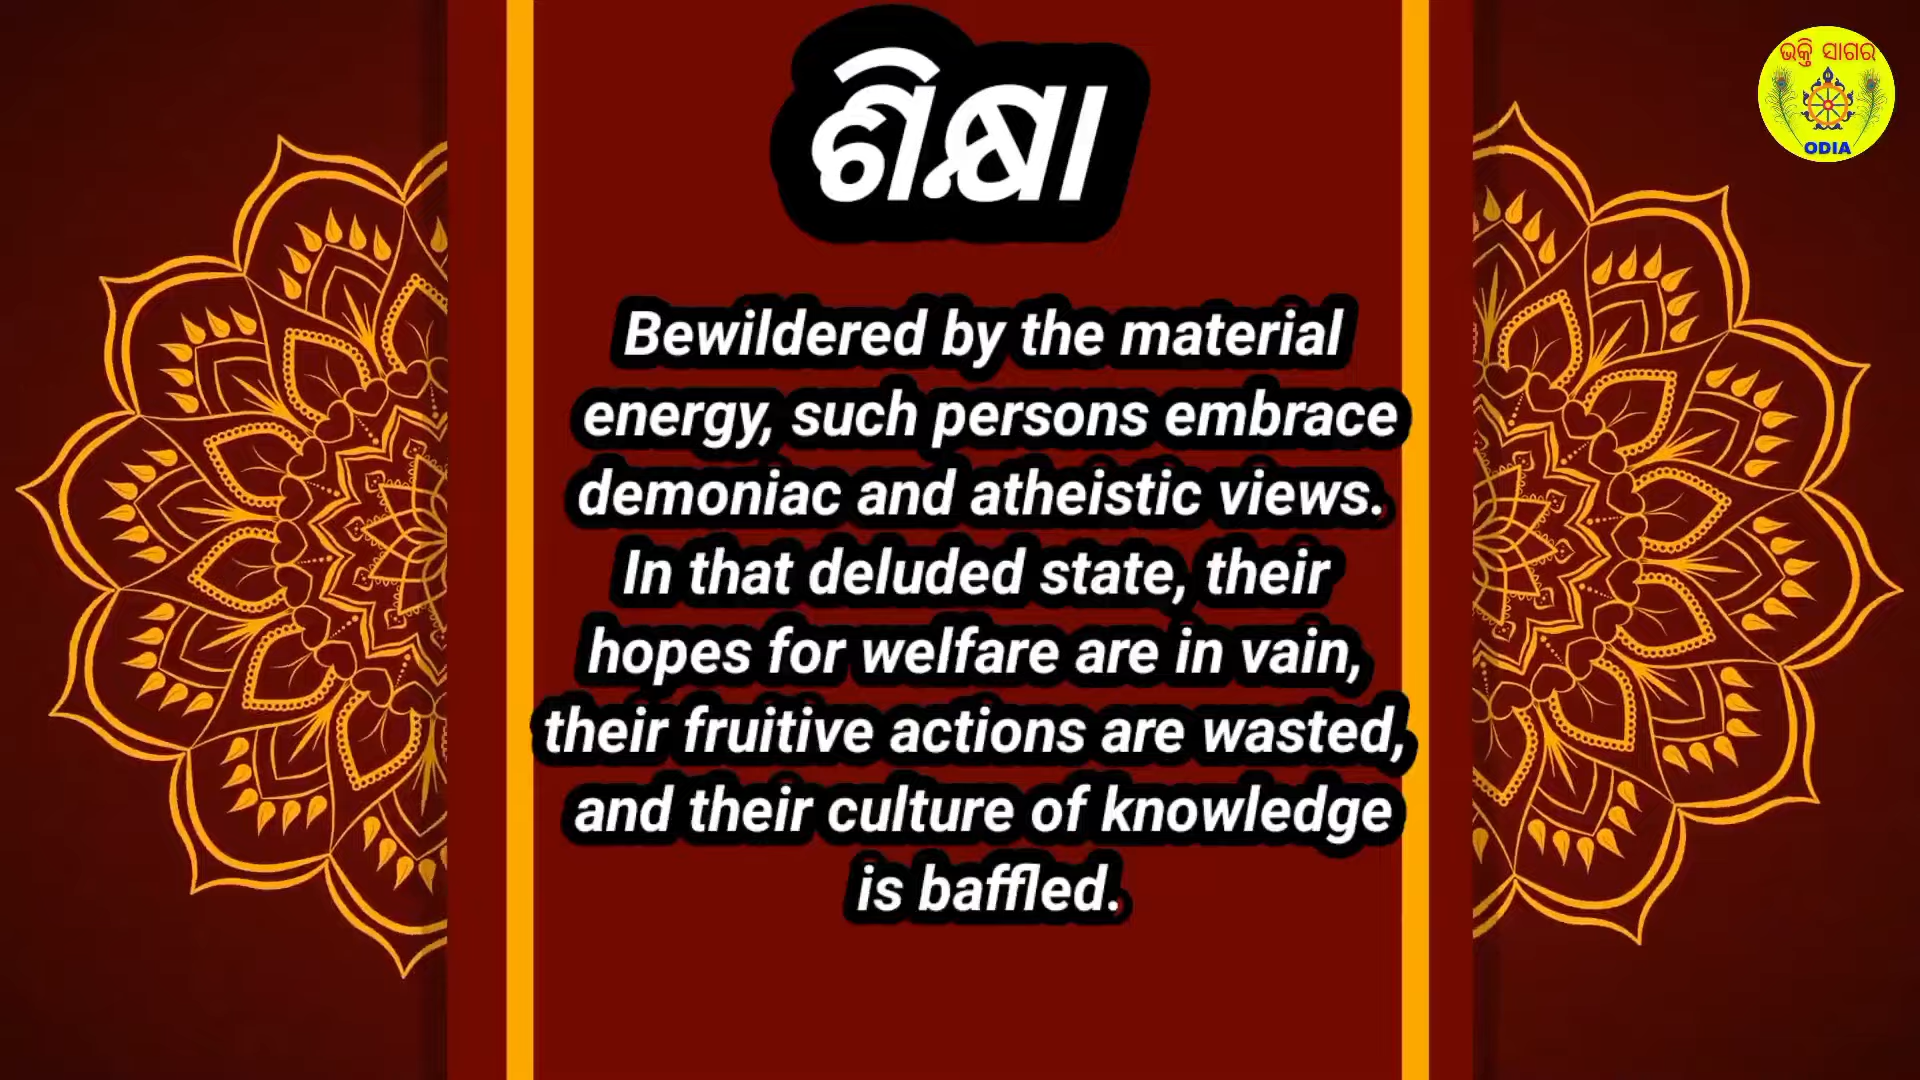 ଭକ୍ତି ସାଗର
ODIA
ଶିକ୍ଷା
Bewildered by the material
energy, such persons embrace
demoniac and atheistic views.
In that deluded state, their
hopes for welfare are in vain,
their fruitive actions are wasted,
and their culture of knowledge
is baffled.